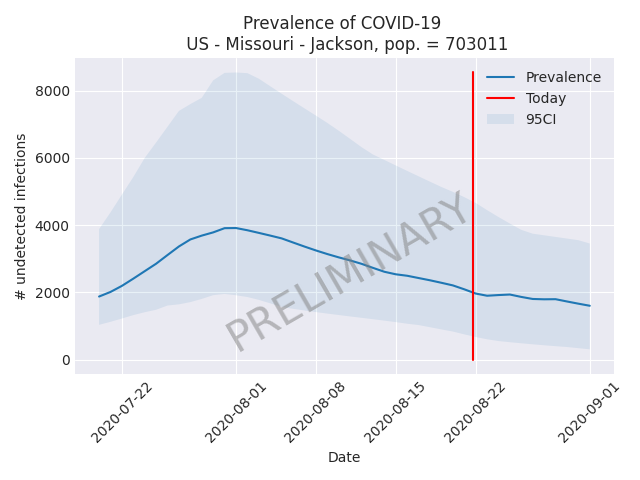 Prevalence of COVID-19
US - Missouri - Jackson, pop. = 703011
Prevalence
Today
95CI
8000
6000
4000
2000
0
# undetected infections
PRELIMINARY
2020-07-22
2020-08-01
2020-08-08
2020-08-15
2020-08-22
2020-09-01
Date